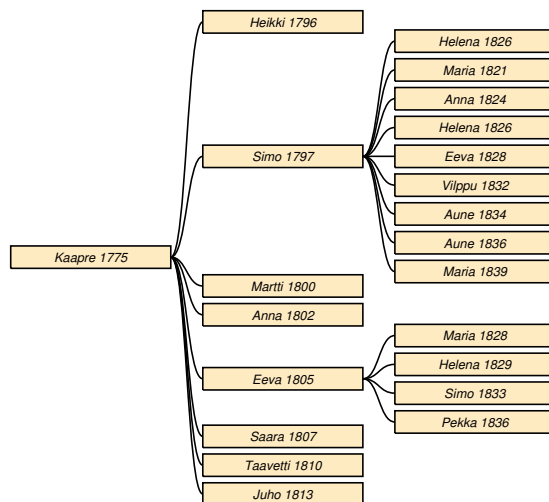 Kaapre 1775
Heikki 1796
Simo 1797
Helena 1826
Maria 1821
Anna 1824
Helena 1826
Eeva 1828
Vilppu 1832
Aune 1834
Aune 1836
Maria 1839
Martti 1800
Anna 1802
Eeva 1805
Maria 1828
Helena 1829
Simo 1833
Pekka 1836
Saara 1807
Taavetti 1810
Juho 1813